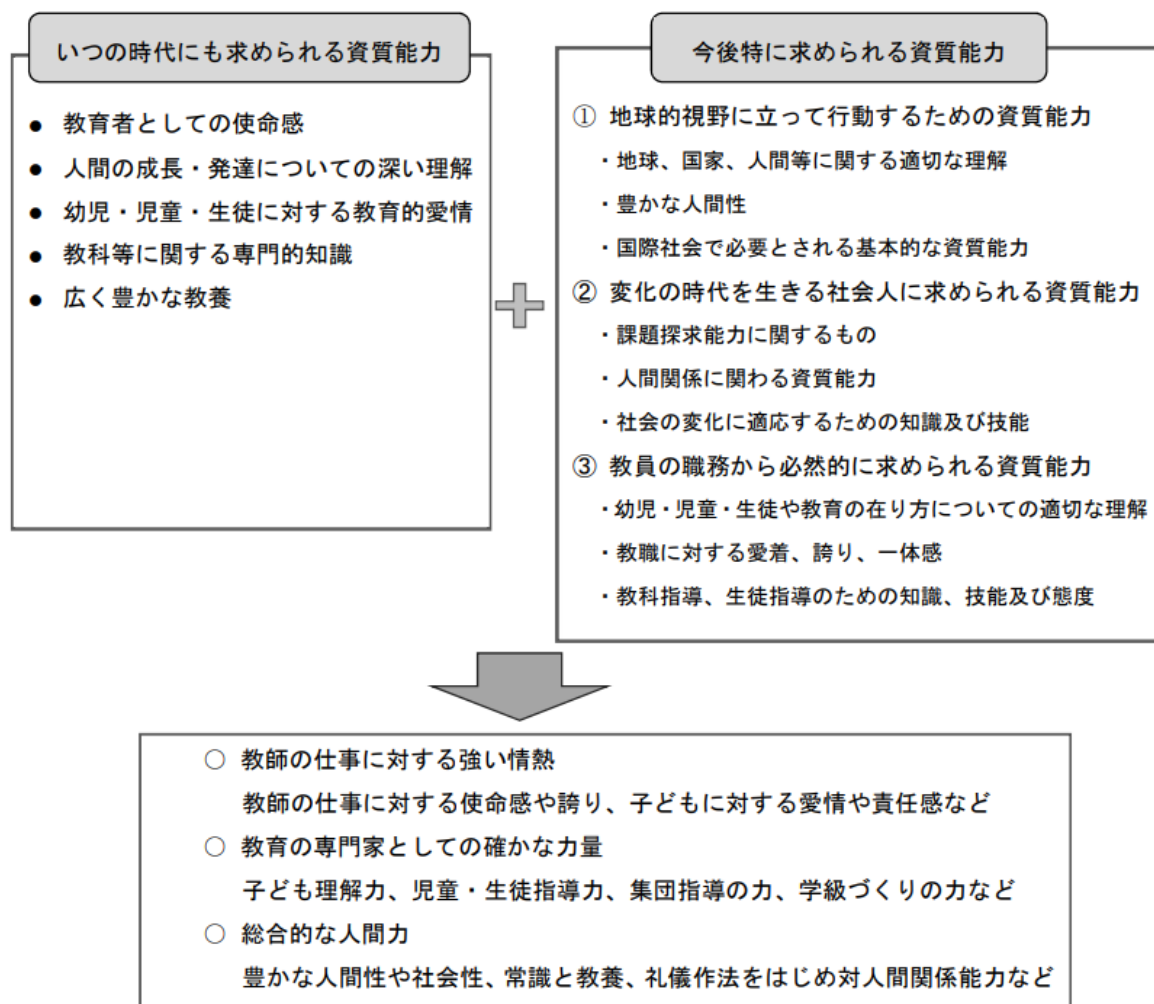 いつの時代にも求められる資質能力
● 教育者としての使命感
● 人間の成長・発達についての深い理解
● 幼児・児童・生徒に対する教育的愛情
● 教科等に関する専門的知識
● 広く豊かな教養
今後特に求められる資質能力
① 地球的視野に立って行動するための資質能力
・地球、国家、人間等に関する適切な理解
・豊かな人間性
・国際社会で必要とされる基本的な資質能力
② 変化の時代を生きる社会人に求められる資質能力
・課題探求能力に関するもの
・人間関係に関わる資質能力
・社会の変化に適応するための知識及び技能
③ 教員の職務から必然的に求められる資質能力
・幼児・児童・生徒や教育の在り方についての適切な理解
・教職に対する愛着、誇り、一体感
・教科指導、生徒指導のための知識、技能及び態度
○ 教師の仕事に対する強い情熱
教師の仕事に対する使命感や誇り、子どもに対する愛情や責任感など
○ 教育の専門家としての確かな力量
子ども理解力、児童・生徒指導力、集団指導の力、学級づくりの力など
○ 総合的な人間力
豊かな人間性や社会性、常識と教養、礼儀作法をはじめ対人間関係能力など